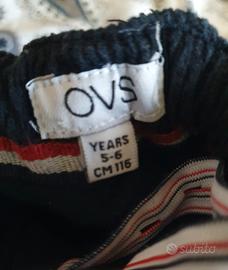 OVS
YEARS
5-6
CM 116
subito